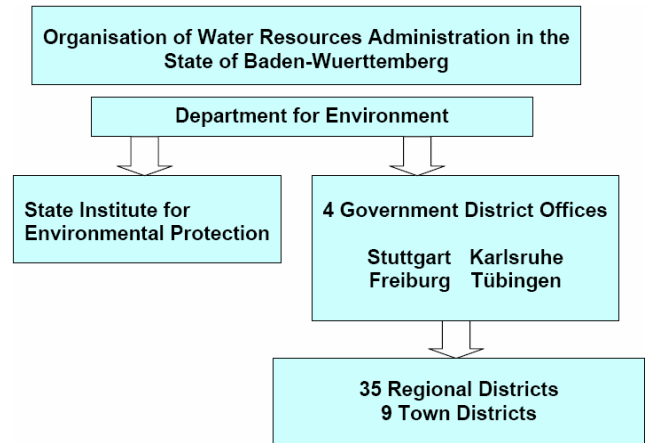 Organisation of Water Resources Administration in the
State of Baden-Wuerttemberg
Department for Environment
State Institute for
Environmental Protection
4 Government District Offices
Stuttgart Karlsruhe
Freiburg Tübingen
35 Regional Districts
9 Town Districts